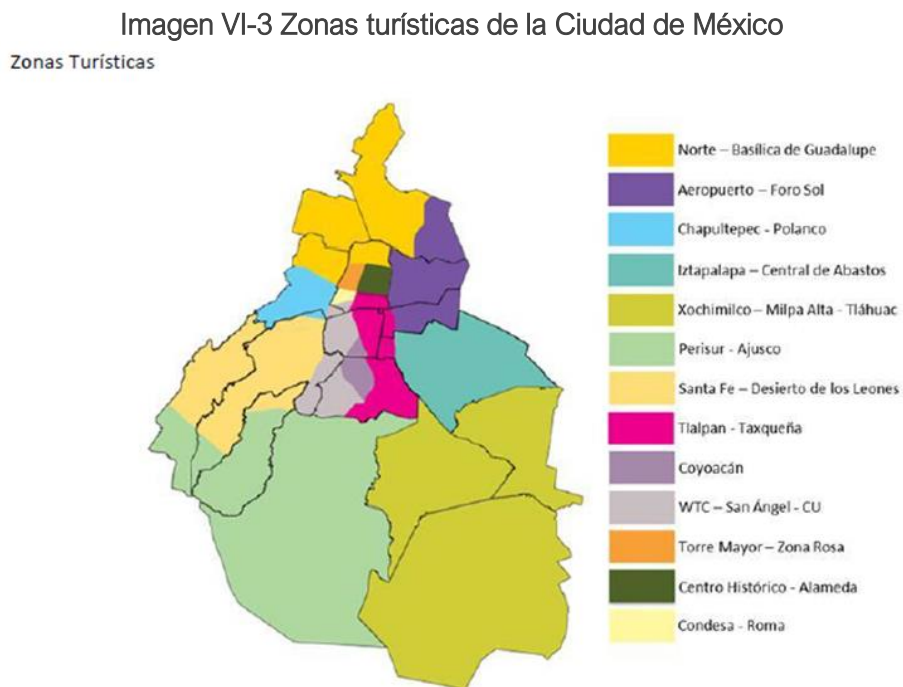 Imagen VI-3 Zonas turísticas de la Ciudad de México
Zonas Turísticas
Norte – Basílica de Guadalupe
Aeropuerto – Foro Sol
Chapultepec - Polanco
Iztapalapa – Central de Abastos
Xochimilco – Milpa Alta - Tláhuac
Perisur - Ajusco
Santa Fe – Desierto de los Leones
Tlalpan - Taxqueña
Coyoacán
WTC – San Ángel - CU
Torre Mayor – Zona Rosa
Centro Histórico - Alameda
Condesa - Roma